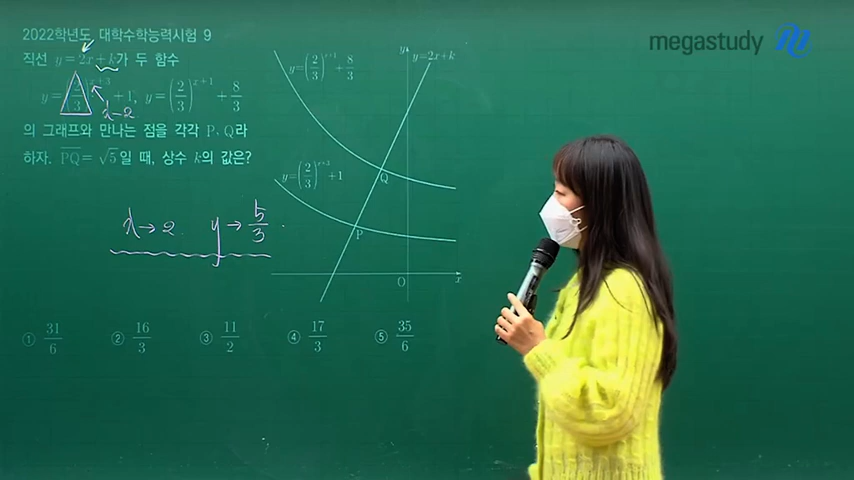 2022학년도 대학수학능력시험 9
직선 y = 2x + k가 두 함수
y = (2/3)^{x+3} + 1, y = (2/3)^{x+1} + 8/3
x→2
의 그래프와 만나는 점을 각각 P, Q라
하자. PQ = √5일 때, 상수 k의 값은?
x→2 y→5/3
① 31/6 ② 16/3 ③ 11/2 ④ 17/3 ⑤ 35/6
y
y=2x+k
y=(2/3)^{x+1}+8/3
Q
y=(2/3)^{x+3}+1
P
O
x
megastudy